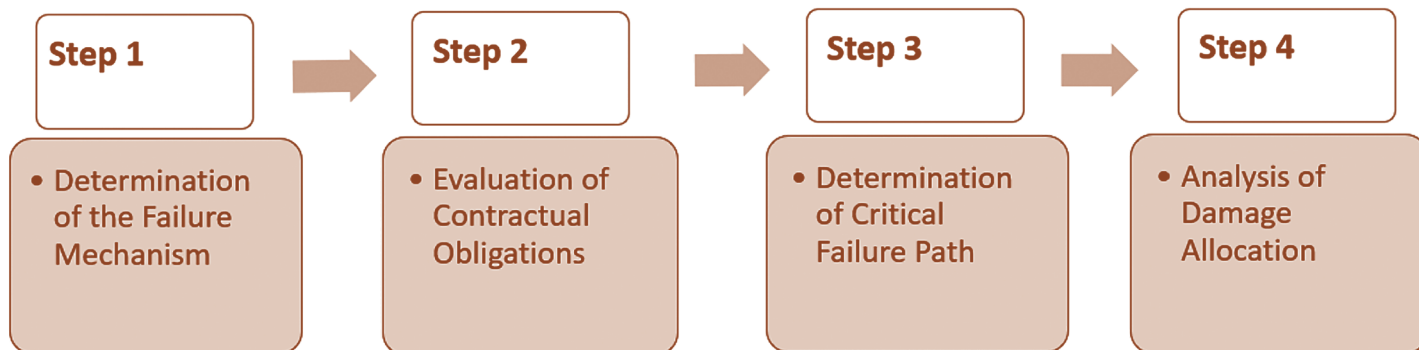 Step 1
• Determination
of the Failure
Mechanism
Step 2
• Evaluation of
Contractual
Obligations
Step 3
• Determination
of Critical
Failure Path
Step 4
• Analysis of
Damage
Allocation